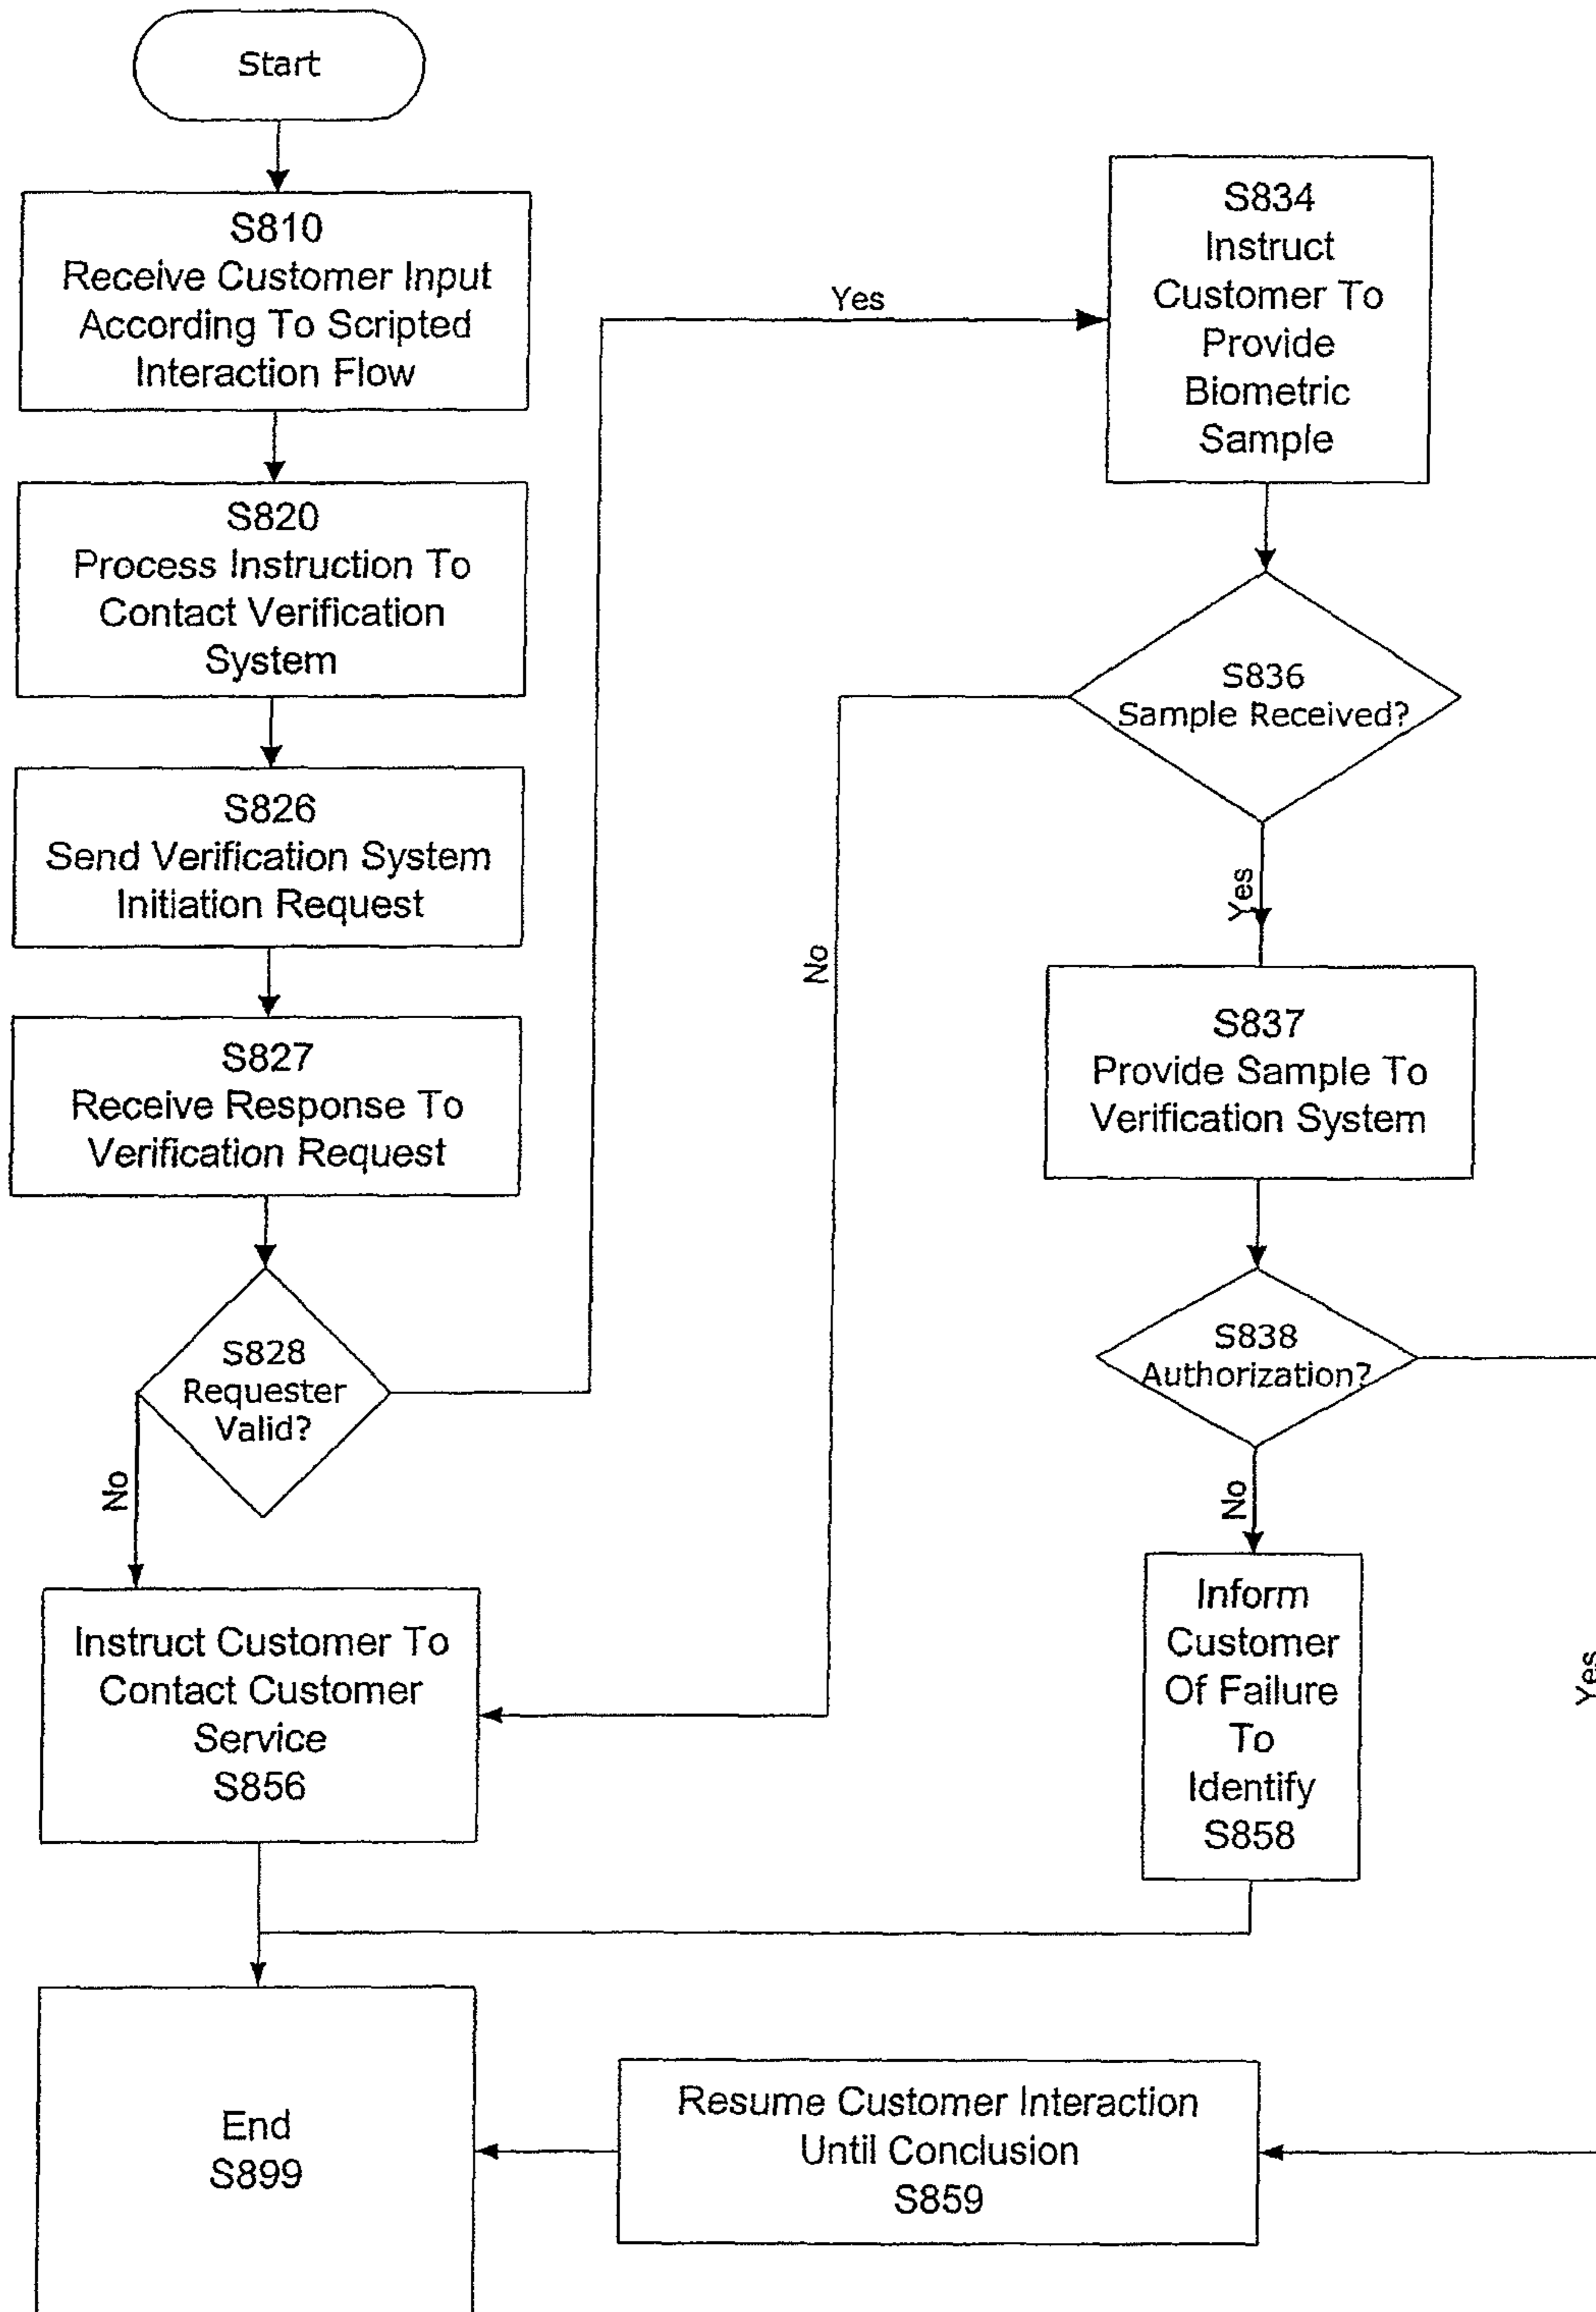 Start
S810
Receive Customer Input
According To Scripted
Interaction Flow
S820
Process Instruction To
Contact Verification
System
S826
Send Verification System
Initiation Request
S827
Receive Response To
Verification Request
S828
Requester
Valid?
No
Yes
Instruct Customer To
Contact Customer
Service
S856
S834
Instruct
Customer To
Provide
Biometric
Sample
S836
Sample Received?
No
Yes
S837
Provide Sample To
Verification System
S838
Authorization?
No
Yes
Inform
Customer
Of Failure
To
Identify
S858
Resume Customer Interaction
Until Conclusion
S859
End
S899